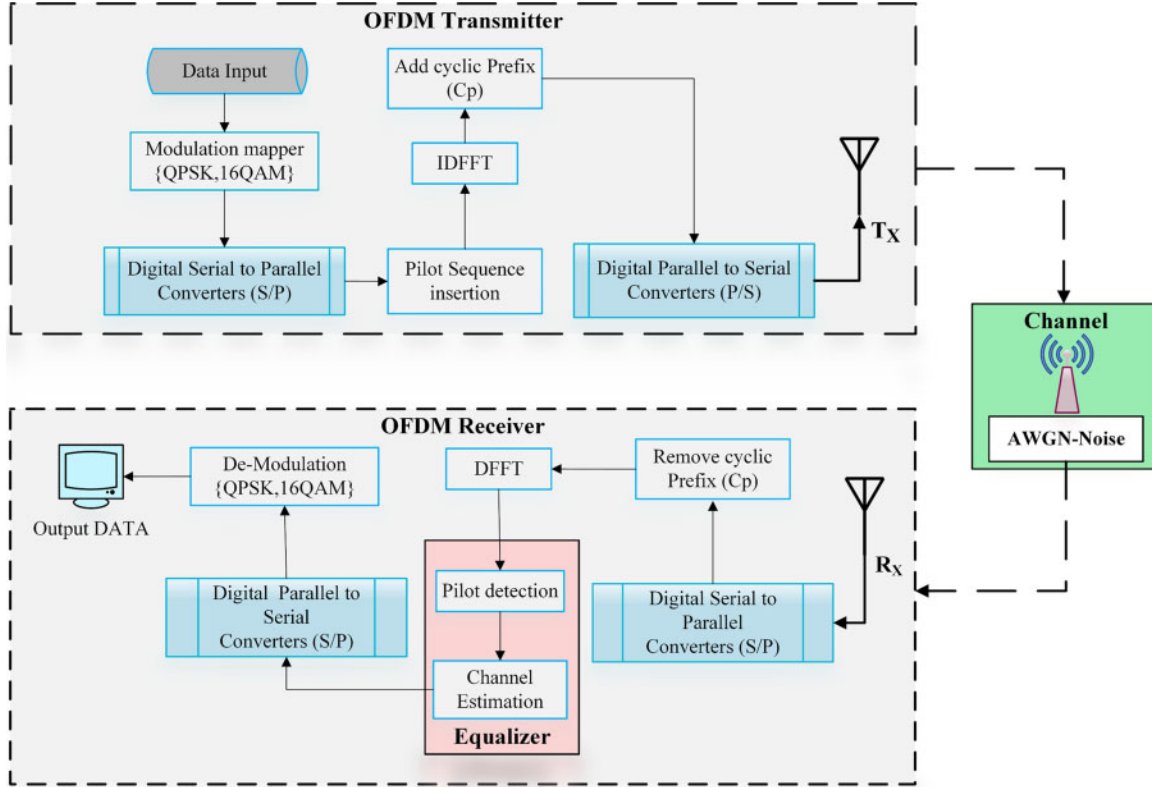 OFDM Transmitter
Data Input
Modulation mapper
{QPSK,16QAM}
Digital Serial to Parallel
Converters (S/P)
Pilot Sequence
insertion
IDFFT
Add cyclic Prefix
(Cp)
Digital Parallel to Serial
Converters (P/S)
TX
Channel
AWGN-Noise
OFDM Receiver
RX
Digital Serial to
Parallel
Converters (S/P)
Remove cyclic
Prefix (Cp)
DFFT
Pilot detection
Channel
Estimation
Equalizer
Digital Parallel to
Serial
Converters (S/P)
De-Modulation
{QPSK,16QAM}
Output DATA